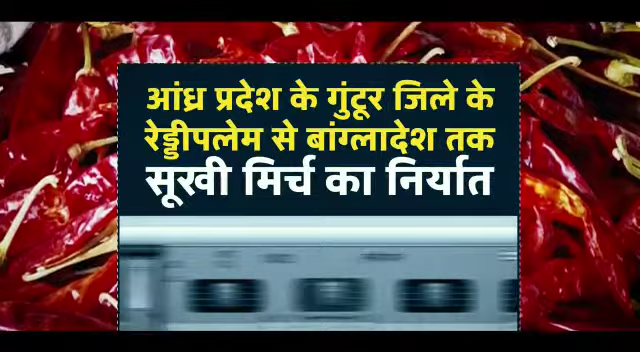 आंध्र प्रदेश के गुंटूर जिले के
रेड्डीपलेम से बांग्लादेश तक
सूखी मिर्च का निर्यात